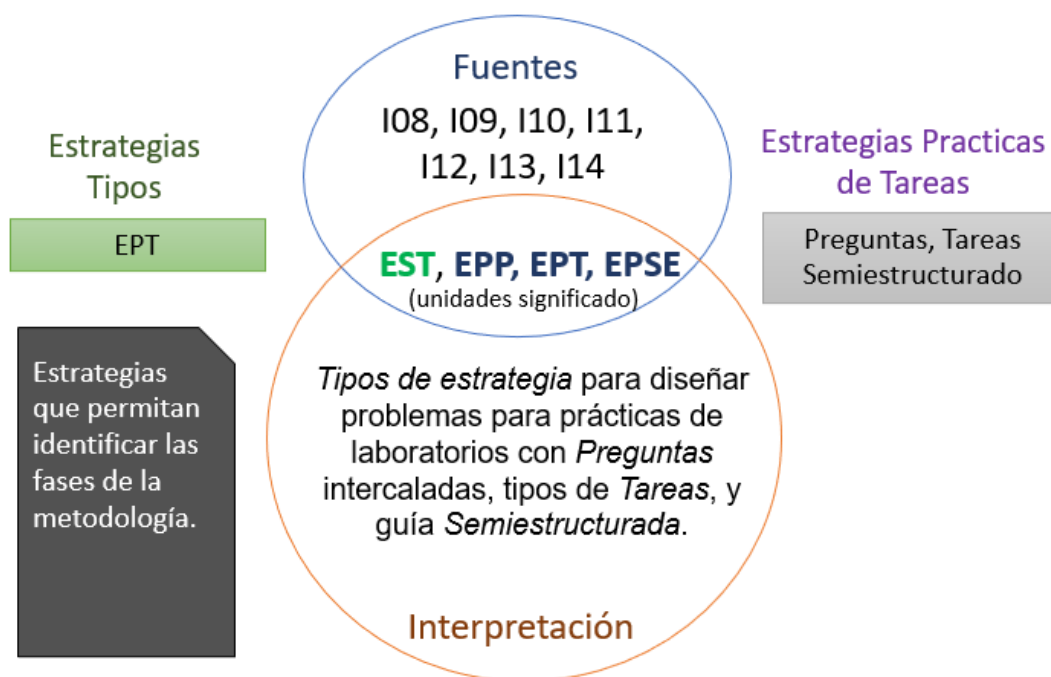 Fuentes
I08, I09, I10, I11,
I12, I13, I14
Estrategias
Tipos
EPT
Estrategias Practicas
de Tareas
Preguntas, Tareas
Semiestructurado
EST, EPP, EPT, EPSE
(unidades significado)
Estrategias
que permitan
identificar las
fases de la
metodología.
Tipos de estrategia para diseñar
problemas para prácticas de
laboratorios con Preguntas
intercaladas, tipos de Tareas, y
guía Semiestructurada.
Interpretación